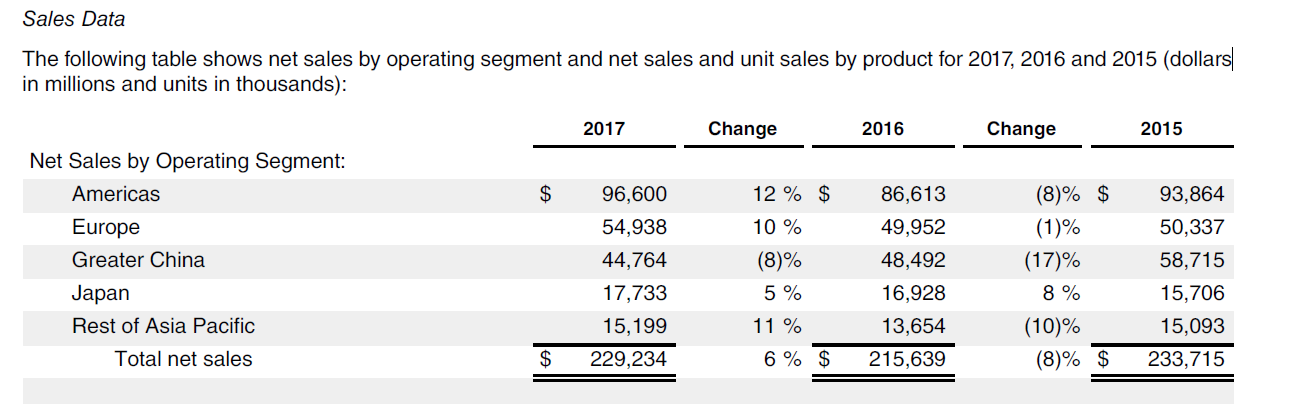 Sales Data
The following table shows net sales by operating segment and net sales and unit sales by product for 2017, 2016 and 2015 (dollars
in millions and units in thousands):
2017 Change 2016 Change 2015
Net Sales by Operating Segment:
Americas $ 96,600 12 % $ 86,613 (8)% $ 93,864
Europe 54,938 10 % 49,952 (1)% 50,337
Greater China 44,764 (8)% 48,492 (17)% 58,715
Japan 17,733 5 % 16,928 8 % 15,706
Rest of Asia Pacific 15,199 11 % 13,654 (10)% 15,093
Total net sales $ 229,234 6 % $ 215,639 (8)% $ 233,715